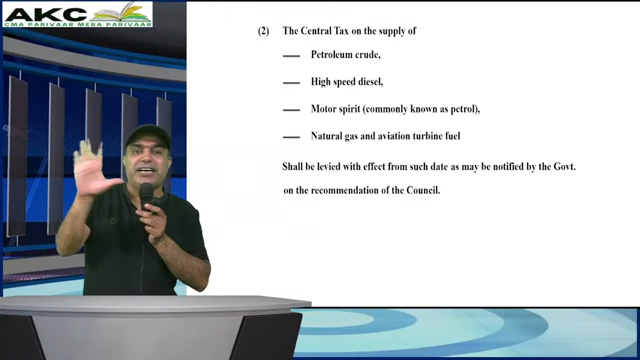 AKC
CMA PARIVAAR MERA PARIVAAR
(2) The Central Tax on the supply of
Petroleum crude,
High speed diesel,
Motor spirit (commonly known as petrol),
Natural gas and aviation turbine fuel
Shall be levied with effect from such date as may be notified by the Govt.
on the recommendation of the Council.